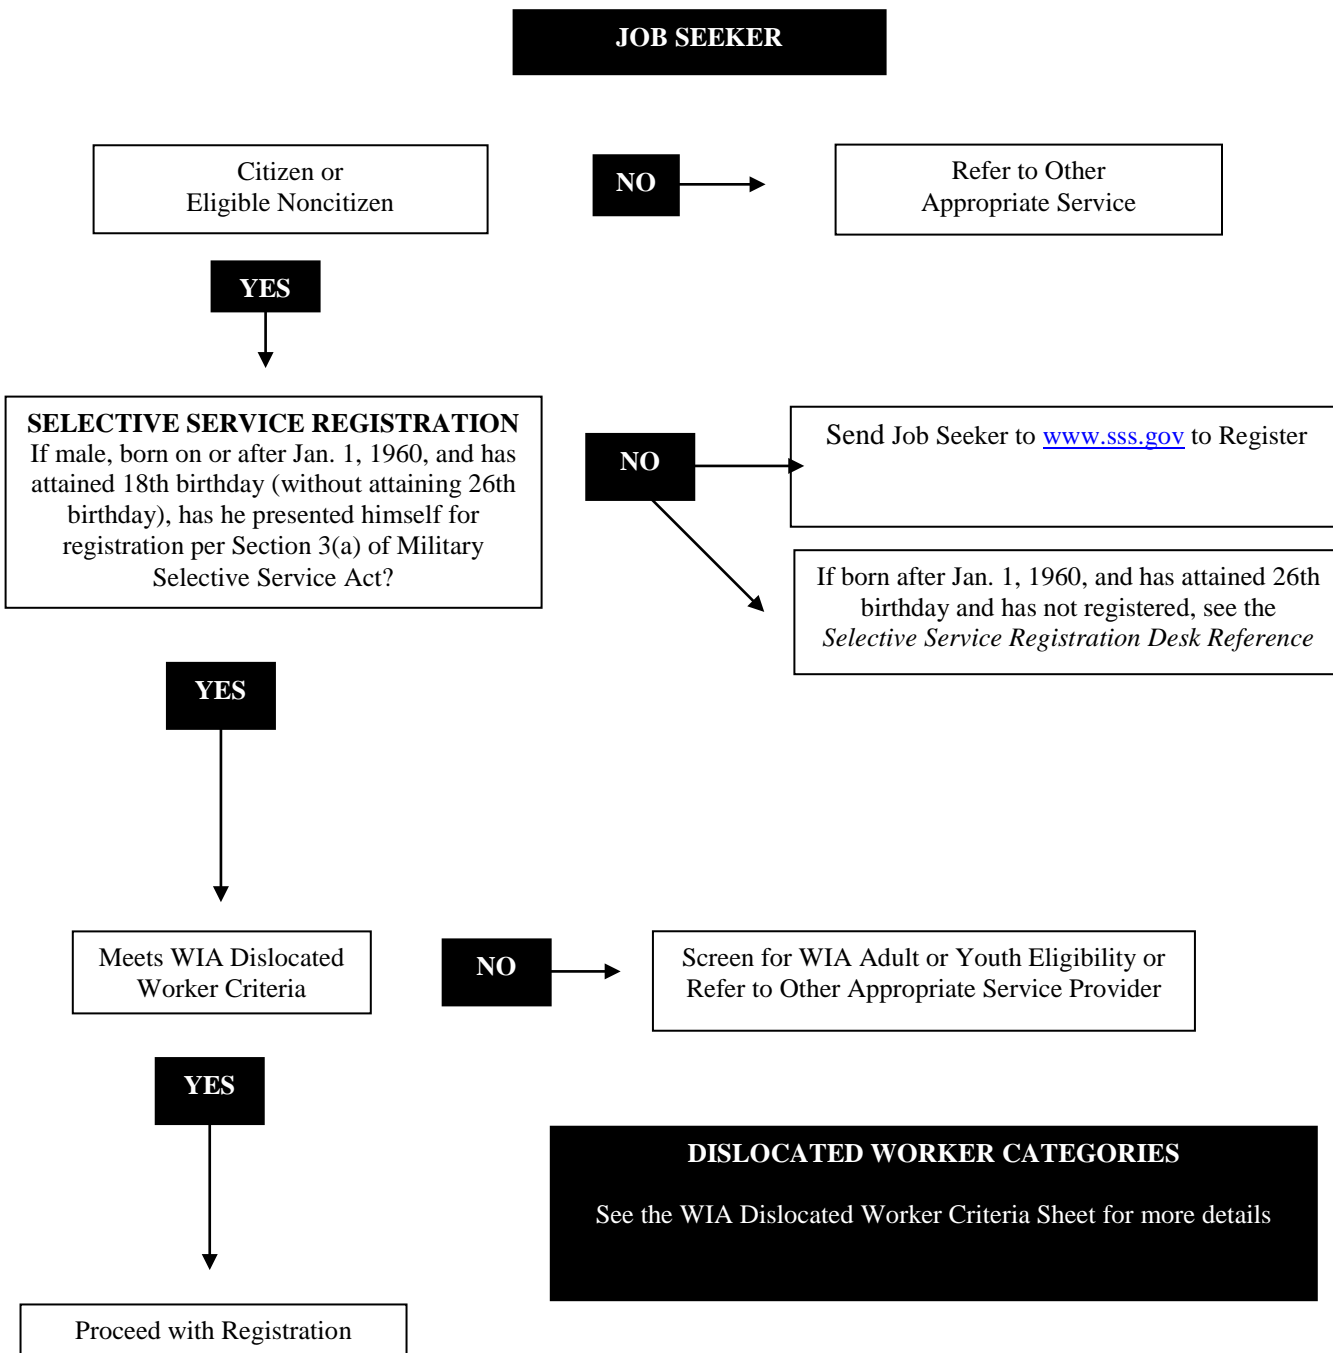 JOB SEEKER
Citizen or
Eligible Noncitizen
NO
Refer to Other
Appropriate Service
YES
SELECTIVE SERVICE REGISTRATION
If male, born on or after Jan. 1, 1960, and has
attained 18th birthday (without attaining 26th
birthday), has he presented himself for
registration per Section 3(a) of Military
Selective Service Act?
NO
Send Job Seeker to www.sss.gov to Register
If born after Jan. 1, 1960, and has attained 26th
birthday and has not registered, see the
Selective Service Registration Desk Reference
YES
Meets WIA Dislocated
Worker Criteria
NO
Screen for WIA Adult or Youth Eligibility or
Refer to Other Appropriate Service Provider
YES
DISLOCATED WORKER CATEGORIES
See the WIA Dislocated Worker Criteria Sheet for more details
Proceed with Registration